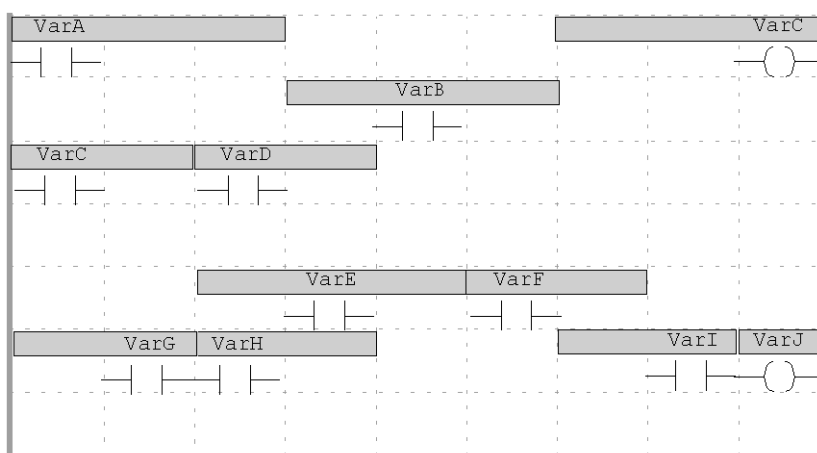 VarA VarC
VarB
VarC VarD
VarE VarF
VarG VarH VarI VarJ